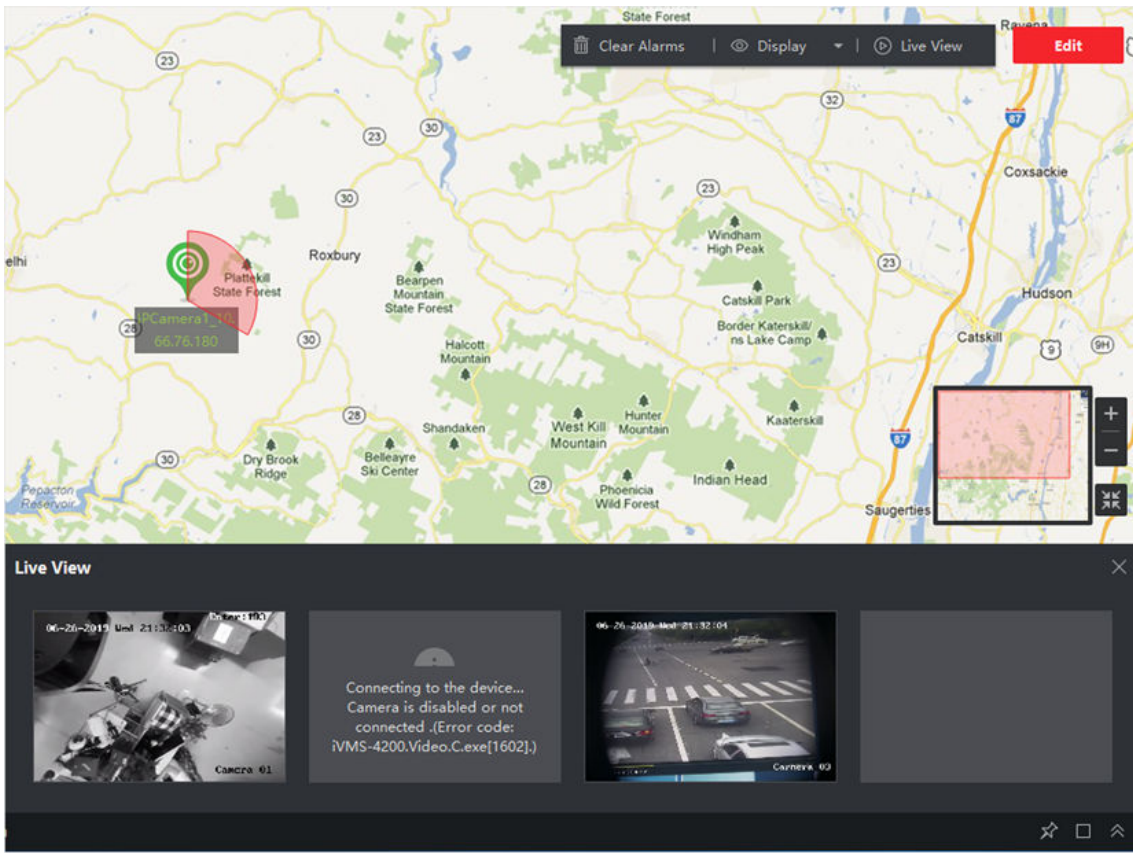 State Forest
Ravena
Clear Alarms | Display | Live View
Edit
23
32
87
23
30
Coxsackie
23
30
Windham
High Peak
elhi
Roxbury
Plattekill
State Forest
Bearpen
Mountain
State Forest
23
Catskill Park
Hudson
PCamera1_10.
66.76.180
28
30
Border Katerskill/
ns Lake Camp
Catskill
9
9H
Halcott
Mountain
28
Shandaken
West Kill
Mountain
Hunter
Mountain
Kaaterskill
87
30
Dry Brook
Ridge
Belleayre
Ski Center
28
Indian Head
Pepacton
Reservoir
Phoenicia
Wild Forest
Saugerties
Live View
06-26-2019 Wed 21:32:03
Camera 01
Connecting to the device...
Camera is disabled or not
connected .(Error code:
iVMS-4200.Video.C.exe[1602].)
06-26-2019 Wed 21:32:04
Camera 03